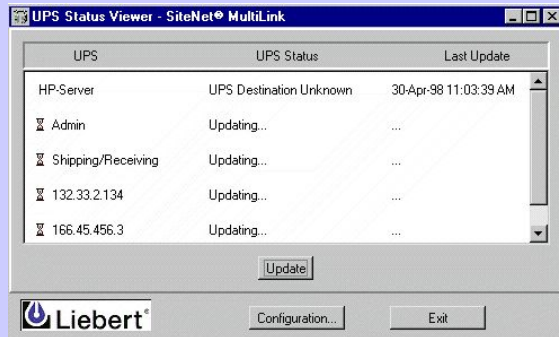 UPS Status Viewer - SiteNet® MultiLink
UPS UPS Status Last Update
HP-Server UPS Destination Unknown 30-Apr-98 11:03:39 AM
Admin Updating... ...
Shipping/Receiving Updating... ...
132.33.2.134 Updating... ...
166.45.456.3 Updating... ...
Update
Liebert® Configuration... Exit